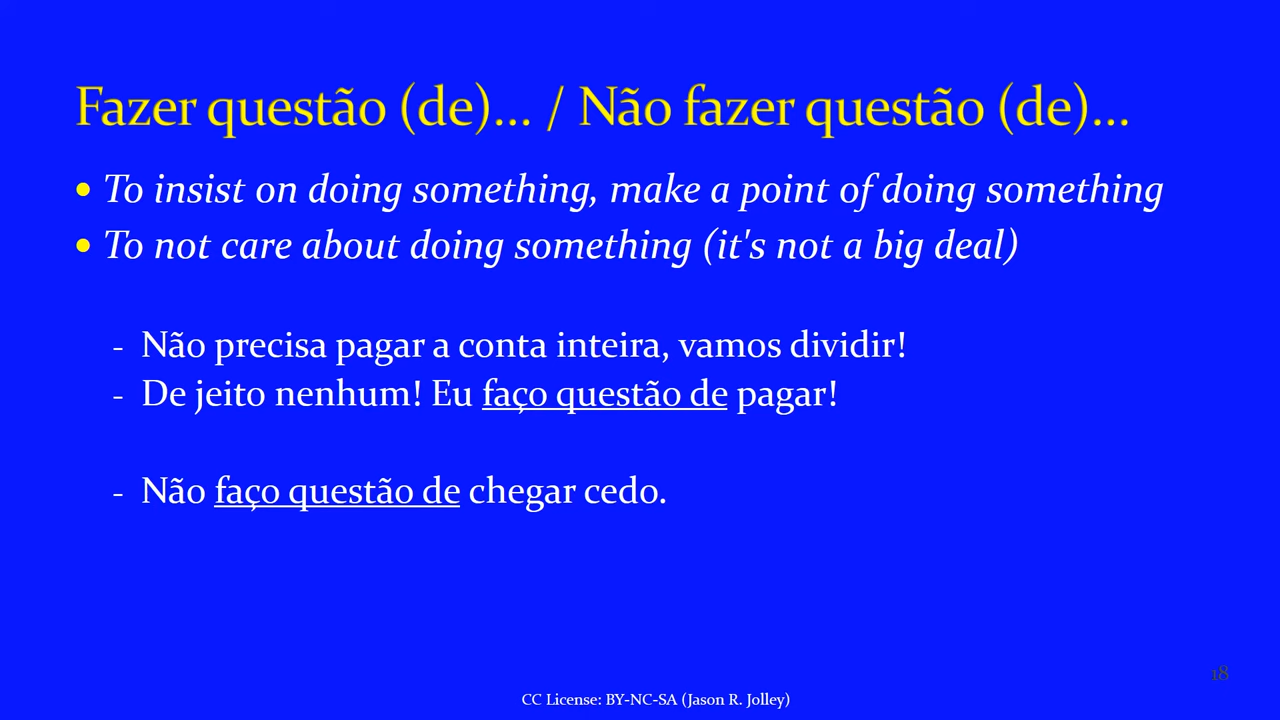 Fazer questão (de)... / Não fazer questão (de)...
• To insist on doing something, make a point of doing something
• To not care about doing something (it's not a big deal)
- Não precisa pagar a conta inteira, vamos dividir!
- De jeito nenhum! Eu faço questão de pagar!
- Não faço questão de chegar cedo.
18
CC License: BY-NC-SA (Jason R. Jolley)